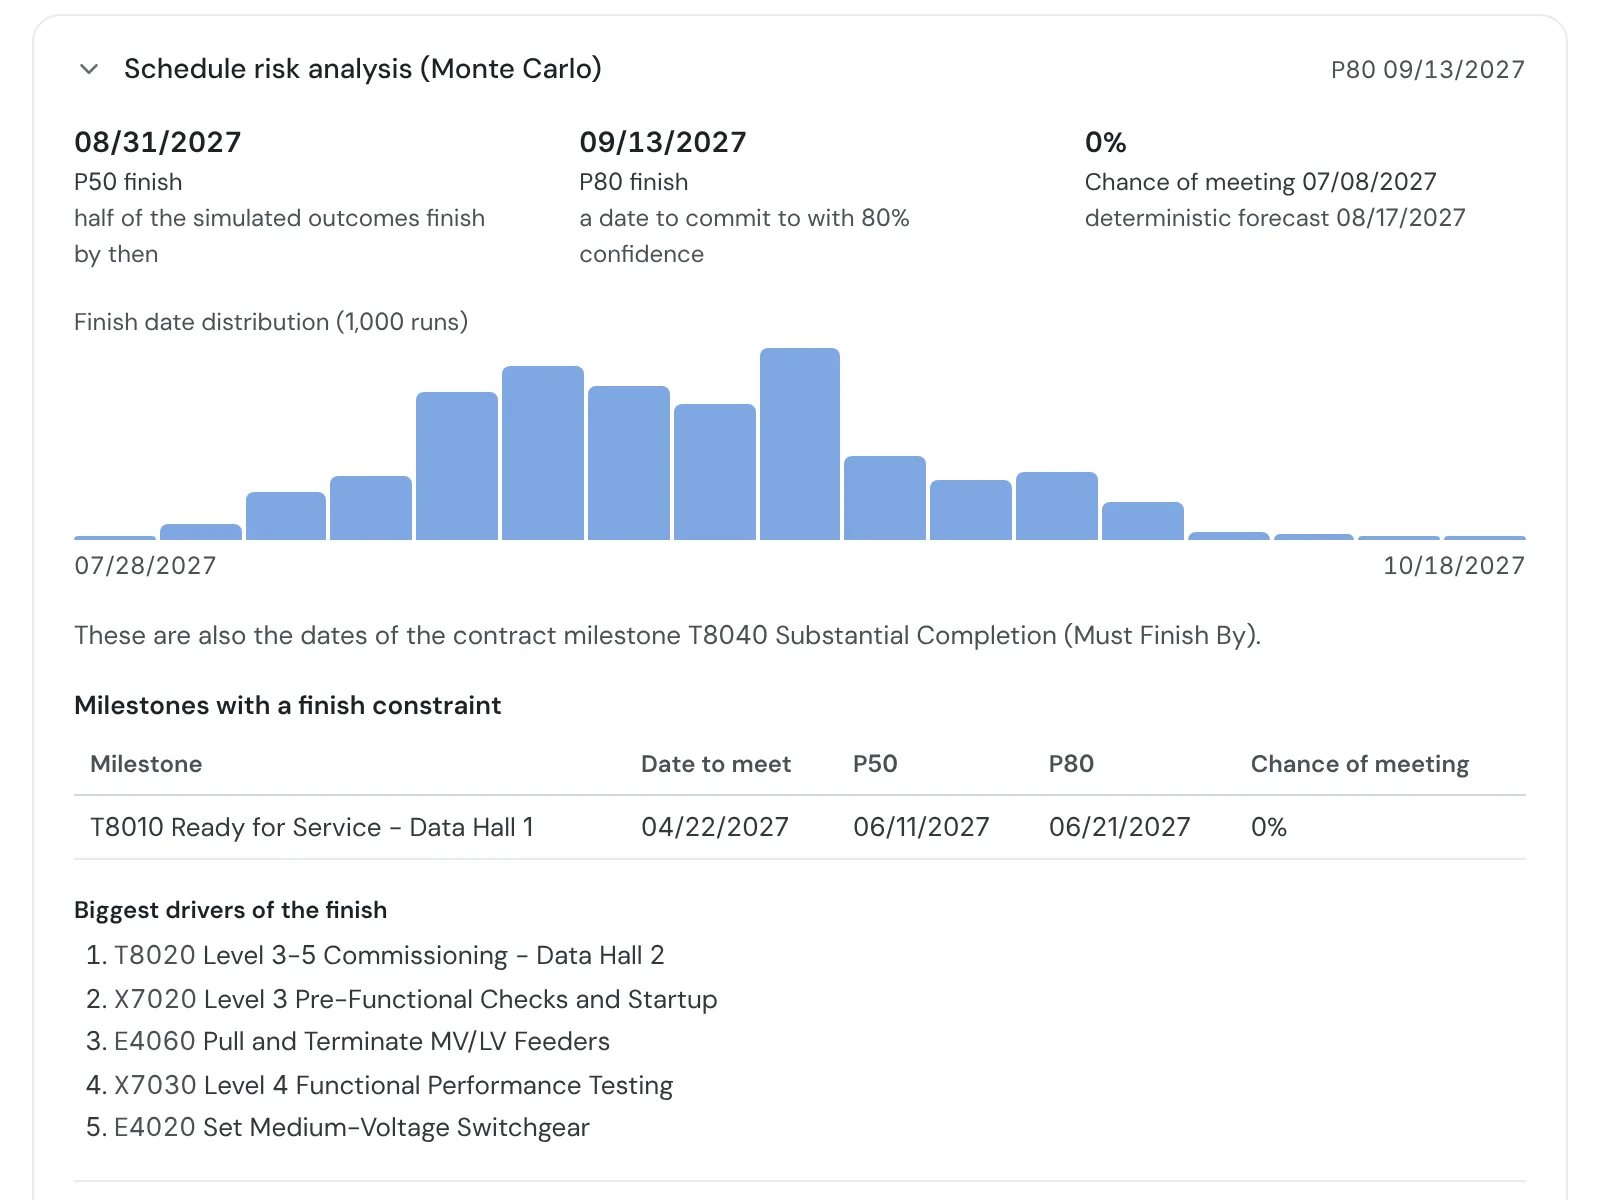 Schedule risk analysis (Monte Carlo)
P80 09/13/2027
08/31/2027
P50 finish
half of the simulated outcomes finish
by then
09/13/2027
P80 finish
a date to commit to with 80%
confidence
0%
Chance of meeting 07/08/2027
deterministic forecast 08/17/2027
Finish date distribution (1,000 runs)
07/28/2027
10/18/2027
These are also the dates of the contract milestone T8040 Substantial Completion (Must Finish By).
Milestones with a finish constraint
Milestone Date to meet P50 P80 Chance of meeting
T8010 Ready for Service - Data Hall 1 04/22/2027 06/11/2027 06/21/2027 0%
Biggest drivers of the finish
1. T8020 Level 3-5 Commissioning - Data Hall 2
2. X7020 Level 3 Pre-Functional Checks and Startup
3. E4060 Pull and Terminate MV/LV Feeders
4. X7030 Level 4 Functional Performance Testing
5. E4020 Set Medium-Voltage Switchgear